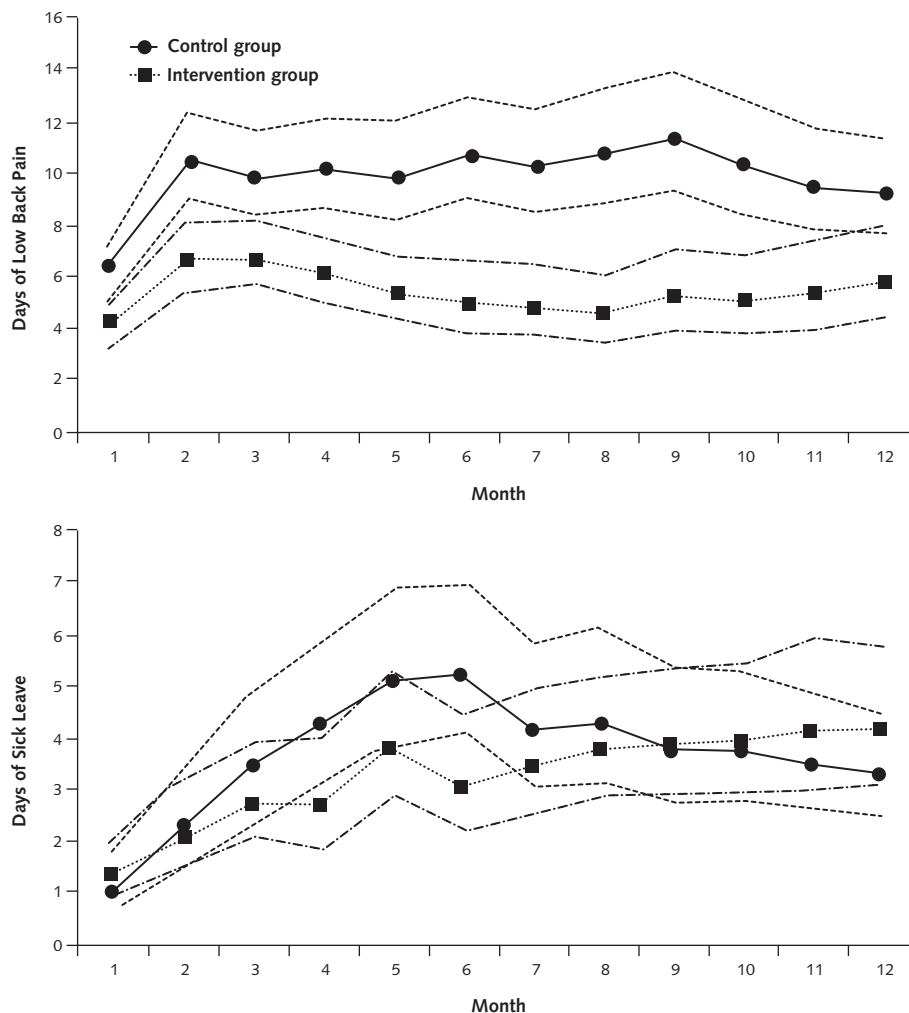 16
Control group
14
Intervention group
12
10
8
6
4
2
0
Days of Low Back Pain
1 2 3 4 5 6 7 8 9 10 11 12
Month
8
7
6
5
4
3
2
1
0
Days of Sick Leave
1 2 3 4 5 6 7 8 9 10 11 12
Month